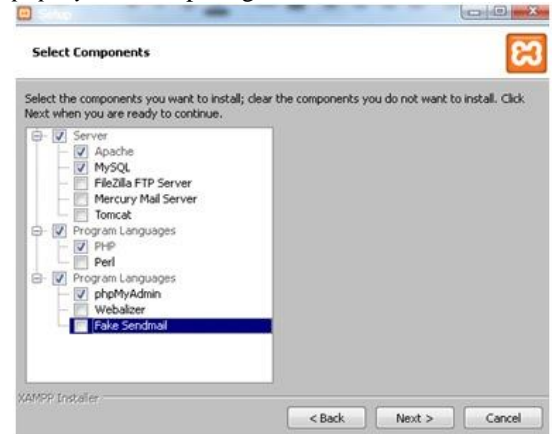 Setup
Select Components
Select the components you want to install; clear the components you do not want to install. Click
Next when you are ready to continue.
Server
Apache
MySQL
FileZilla FTP Server
Mercury Mail Server
Tomcat
Program Languages
PHP
Perl
Program Languages
phpMyAdmin
Webalizer
Fake Sendmail
XAMPP Installer
< Back Next > Cancel